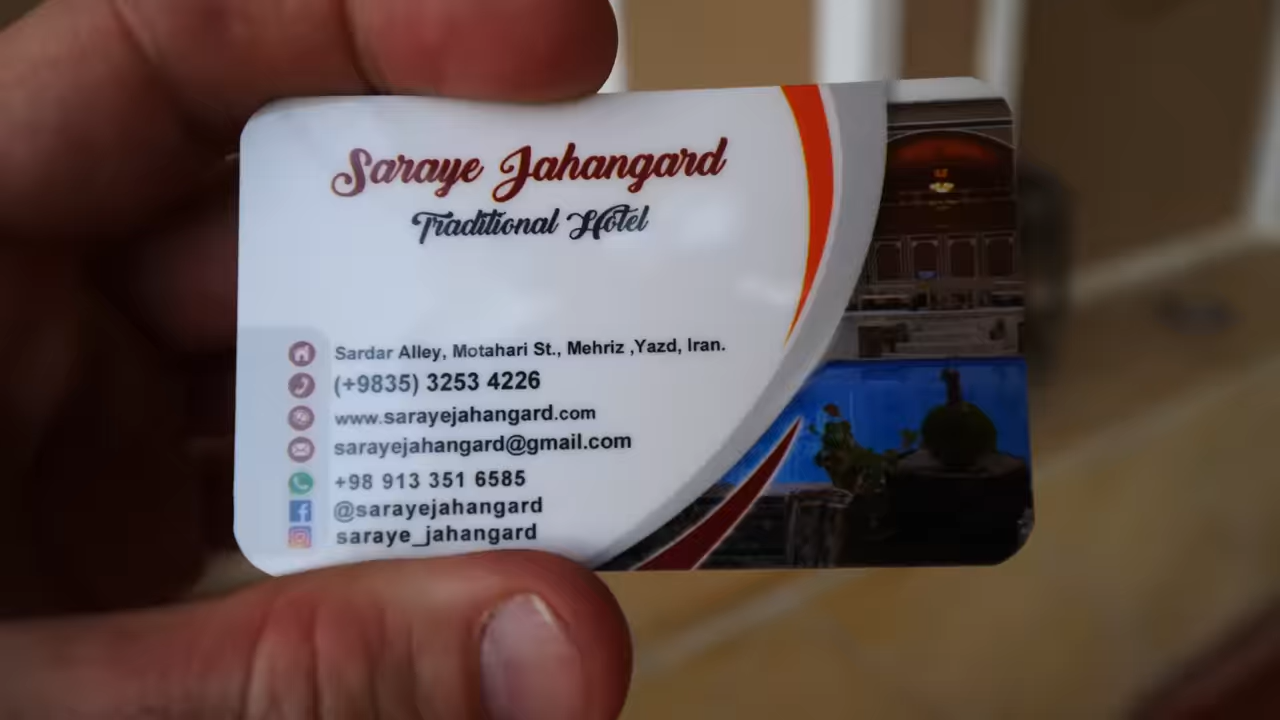 Saraye Jahangard
Traditional Hotel
Sardar Alley, Motahari St., Mehriz ,Yazd, Iran.
(+9835) 3253 4226
www.sarayejahangard.com
sarayejahangard@gmail.com
+98 913 351 6585
@sarayejahangard
saraye_jahangard